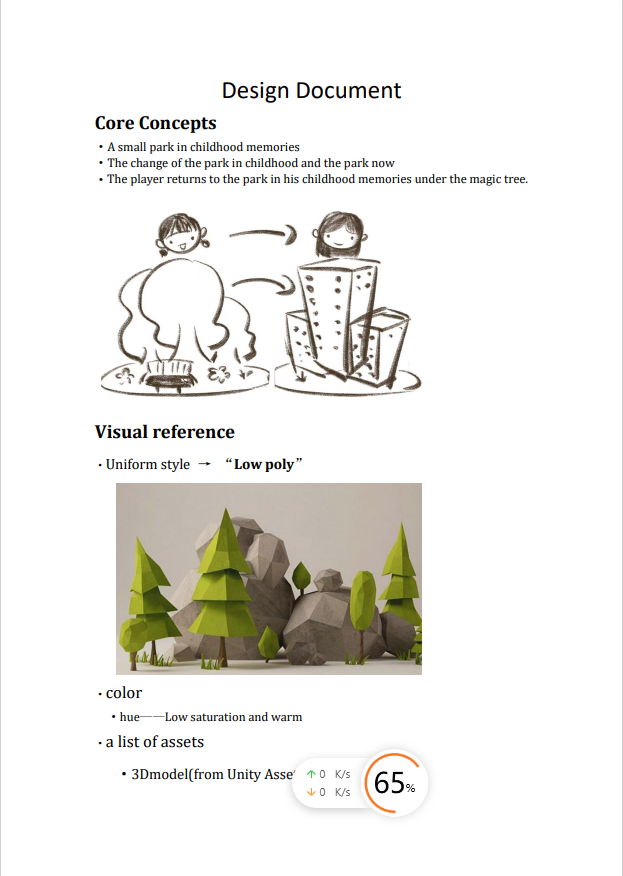 Design Document
Core Concepts
• A small park in childhood memories
• The change of the park in childhood and the park now
• The player returns to the park in his childhood memories under the magic tree.
Visual reference
· Uniform style → “Low poly”
· color
• hue——Low saturation and warm
· a list of assets
• 3Dmodel(from Unity
↑ 0 K/s
↓ 0 K/s
65%